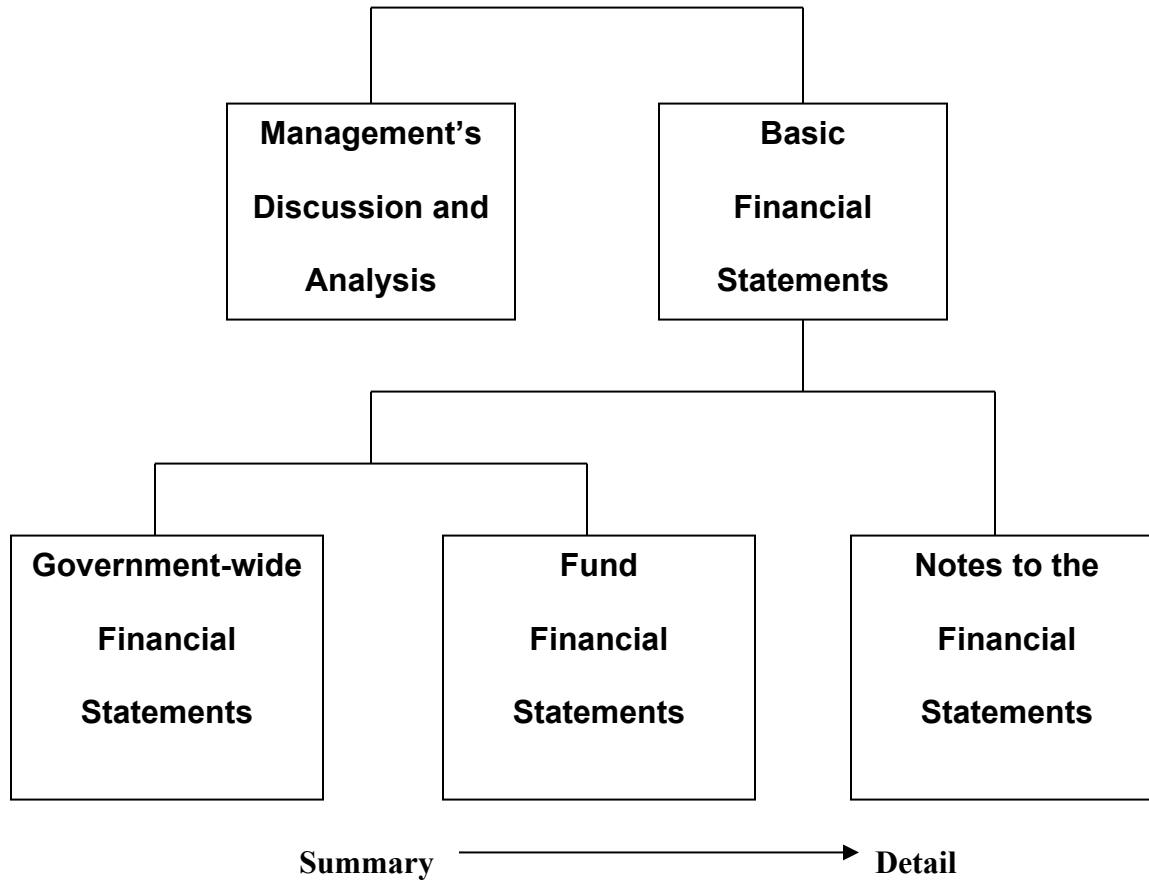 Management’s
Discussion and
Analysis
Basic
Financial
Statements
Government-wide
Financial
Statements
Fund
Financial
Statements
Notes to the
Financial
Statements
Summary
Detail